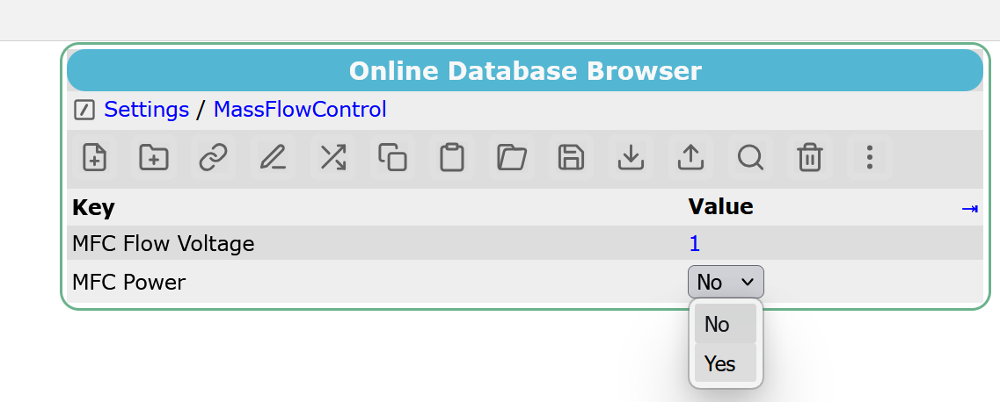 Online Database Browser
Settings / MassFlowControl
Key Value
MFC Flow Voltage 1
MFC Power No
No
Yes